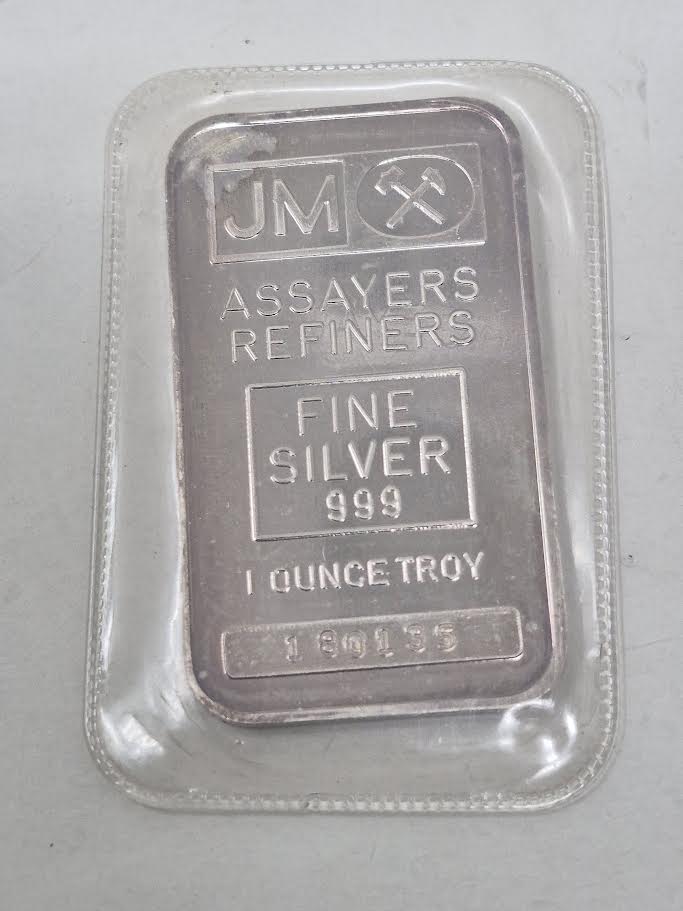 JM
ASSAYERS
REFINERS
FINE
SILVER
999
1 OUNCE TROY
180135